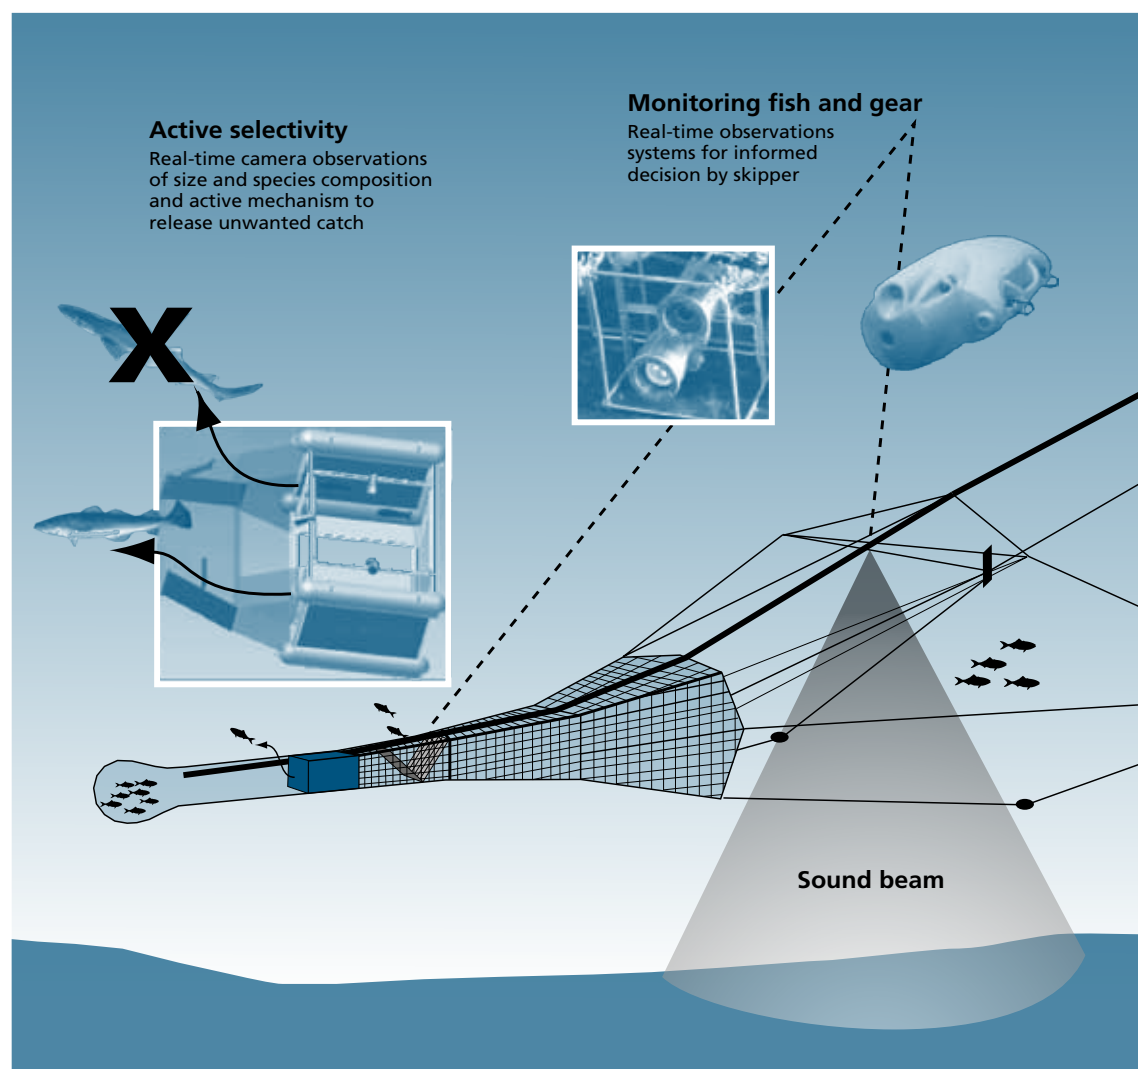 Active selectivity
Real-time camera observations
of size and species composition
and active mechanism to
release unwanted catch
Monitoring fish and gear
Real-time observations
systems for informed
decision by skipper
X
Sound beam